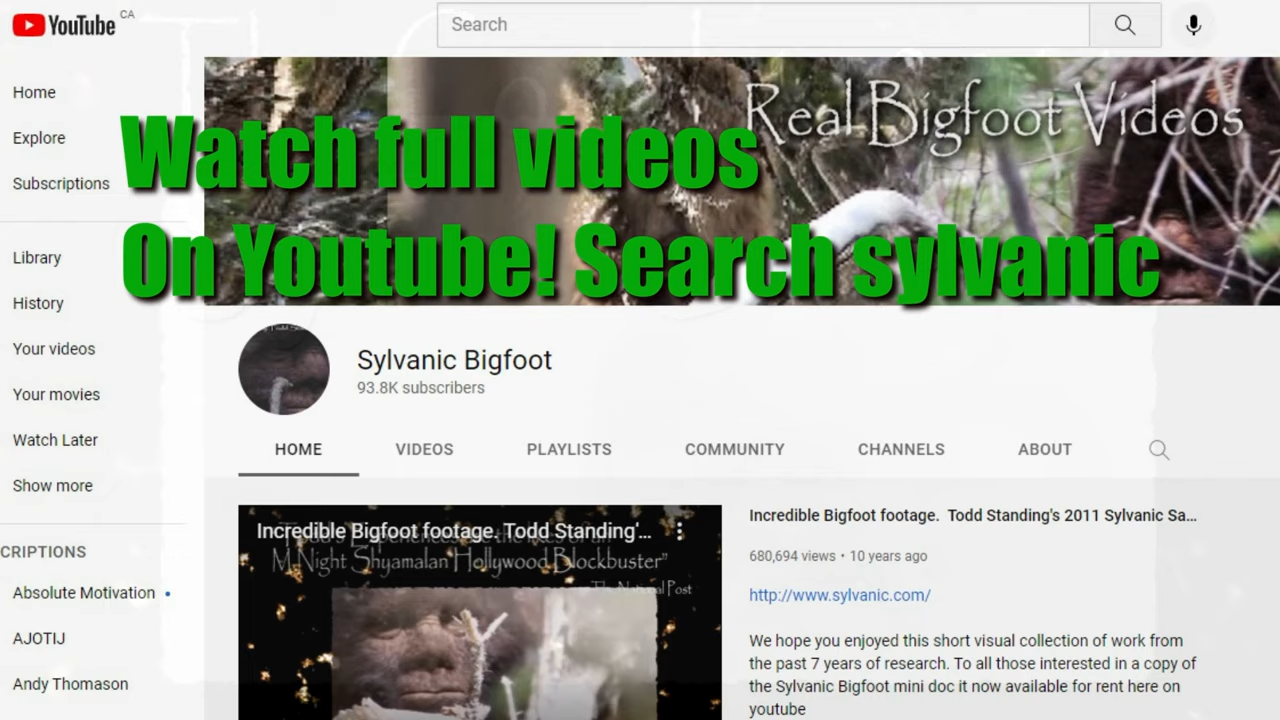 YouTube CA
Search
Home
Explore
Subscriptions
Library
History
Your videos
Your movies
Watch Later
Show more
CRIPTIONS
Absolute Motivation
AJOTIJ
Andy Thomason
Real Bigfoot Videos
Watch full videos
On Youtube! Search sylvanic
Sylvanic Bigfoot
93.8K subscribers
HOME VIDEOS PLAYLISTS COMMUNITY CHANNELS ABOUT
Incredible Bigfoot footage. Todd Standing'...
M.Night Shyamalan Hollywood Blockbuster”
The National Post
Incredible Bigfoot footage. Todd Standing's 2011 Sylvanic Sa...
680,694 views • 10 years ago
http://www.sylvanic.com/
We hope you enjoyed this short visual collection of work from
the past 7 years of research. To all those interested in a copy of
the Sylvanic Bigfoot mini doc it now available for rent here on
youtube